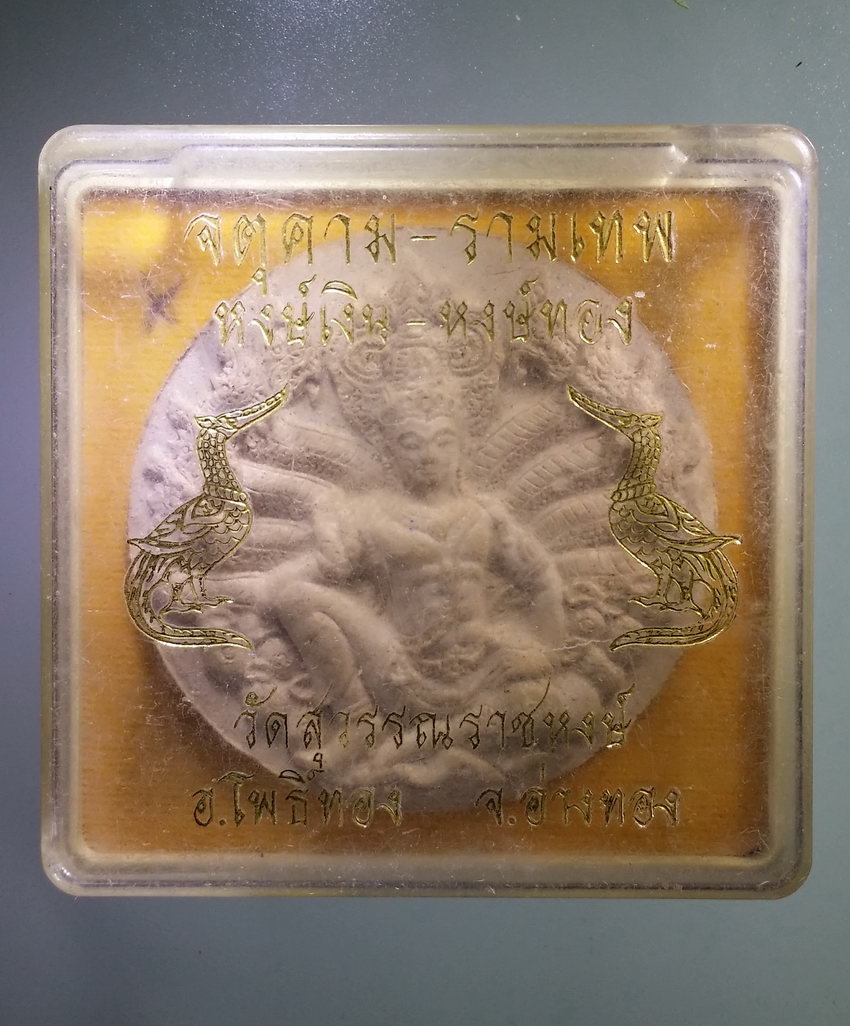 จตุคาม-รามเทพ
หงษ์เงิน-หงษ์ทอง
วัดสุวรรณราชหงษ์
อ.โพธิ์ทอง จ.อ่างทอง